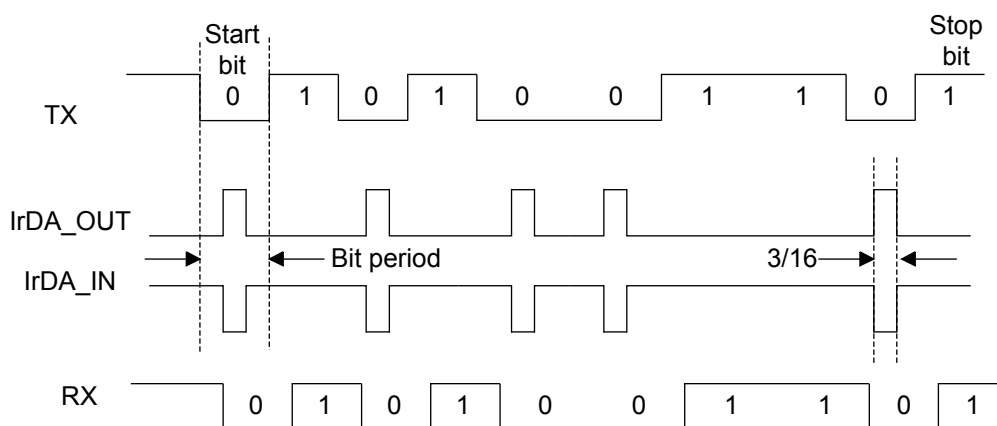 Start
bit
Stop
bit
TX
0 1 0 1 0 0 1 1 0 1
IrDA_OUT
Bit period
3/16
IrDA_IN
RX
0 1 0 1 0 0 1 1 0 1